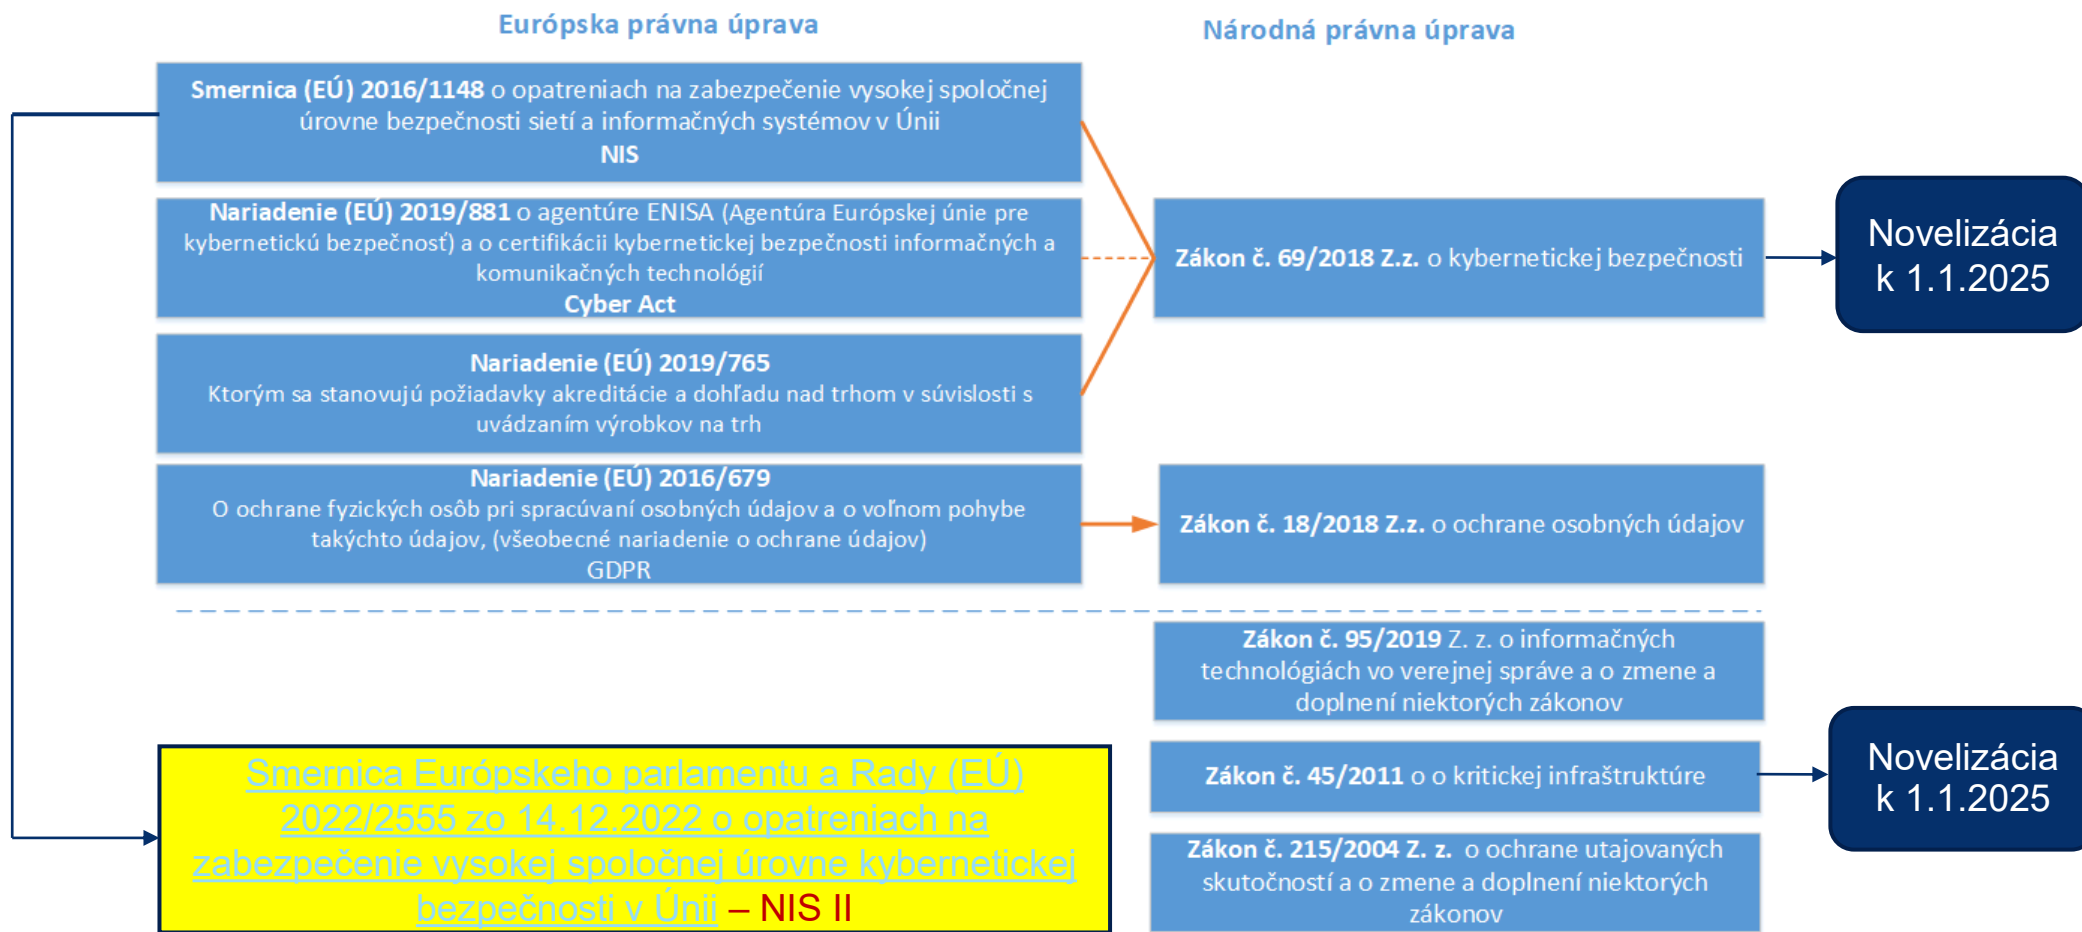 Európska právna úprava
Národná právna úprava
Smernica (EÚ) 2016/1148 o opatreniach na zabezpečenie vysokej spoločnej
úrovne bezpečnosti sietí a informačných systémov v Únii
NIS
Nariadenie (EÚ) 2019/881 o agentúre ENISA (Agentúra Európskej únie pre
kybernetickú bezpečnosť) a o certifikácii kybernetickej bezpečnosti informačných a
komunikačných technológií
Cyber Act
Zákon č. 69/2018 Z.z. o kybernetickej bezpečnosti
Novelizácia
k 1.1.2025
Nariadenie (EÚ) 2019/765
Ktorým sa stanovujú požiadavky akreditácie a dohľadu nad trhom v súvislosti s
uvádzaním výrobkov na trh
Nariadenie (EÚ) 2016/679
O ochrane fyzických osôb pri spracúvaní osobných údajov a o voľnom pohybe
takýchto údajov, (všeobecné nariadenie o ochrane údajov)
GDPR
Zákon č. 18/2018 Z.z. o ochrane osobných údajov
Zákon č. 95/2019 Z. z. o informačných
technológiách vo verejnej správe a o zmene a
doplnení niektorých zákonov
Smernica Európskeho parlamentu a Rady (EÚ)
2022/2555 zo 14.12.2022 o opatreniach na
zabezpečenie vysokej spoločnej úrovne kybernetickej
bezpečnosti v Únii – NIS II
Zákon č. 45/2011 o o kritickej infraštruktúre
Novelizácia
k 1.1.2025
Zákon č. 215/2004 Z. z. o ochrane utajovaných
skutočností a o zmene a doplnení niektorých
zákonov